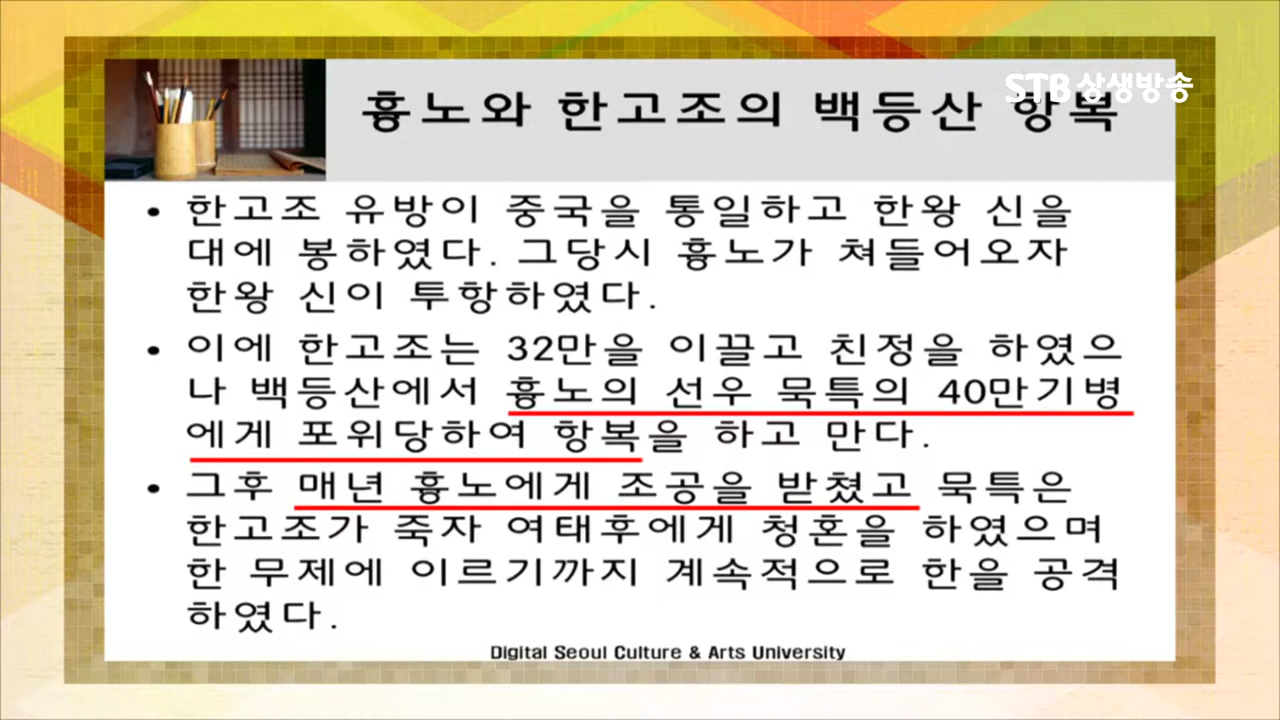 STB 상생방송
흉노와 한고조의 백등산 항복
• 한고조 유방이 중국을 통일하고 한왕 신을
대에 봉하였다. 그당시 흉노가 쳐들어오자
한왕 신이 투항하였다.
• 이에 한고조는 32만을 이끌고 친정을 하였으
나 백등산에서 흉노의 선우 묵특의 40만기병
에게 포위당하여 항복을 하고 만다.
• 그후 매년 흉노에게 조공을 받쳤고 묵특은
한고조가 죽자 여태후에게 청혼을 하였으며
한 무제에 이르기까지 계속적으로 한을 공격
하였다.
Digital Seoul Culture & Arts University